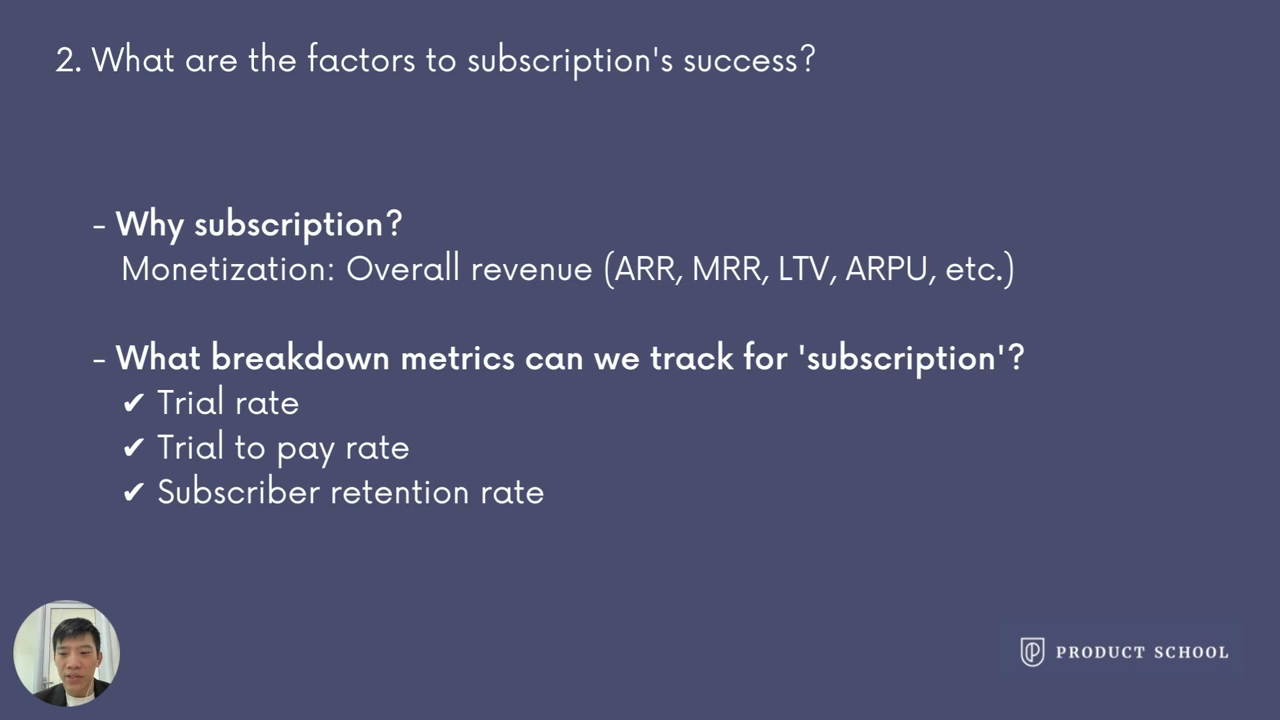 2. What are the factors to subscription's success?
- Why subscription?
Monetization: Overall revenue (ARR, MRR, LTV, ARPU, etc.)
- What breakdown metrics can we track for 'subscription'?
✔ Trial rate
✔ Trial to pay rate
✔ Subscriber retention rate
PRODUCT SCHOOL